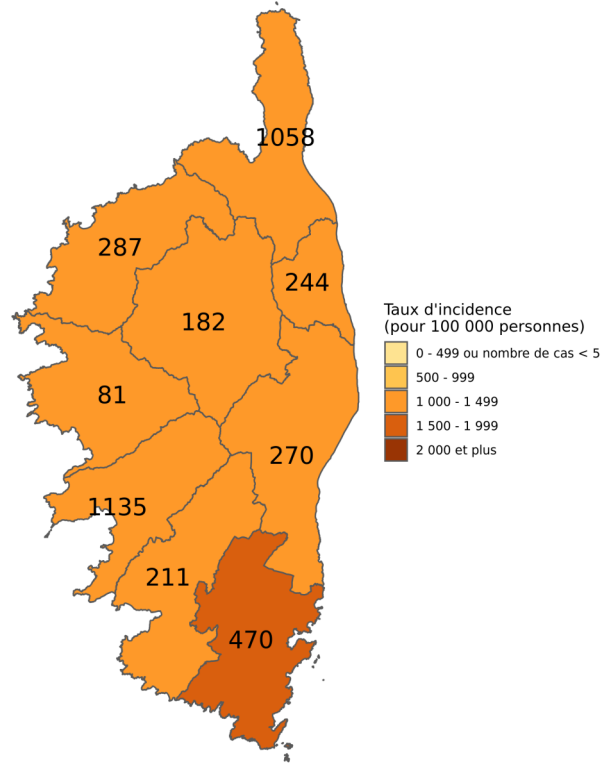 1058
287
244
182
81
270
1135
211
470
Taux d'incidence
(pour 100 000 personnes)
0 - 499 ou nombre de cas < 5
500 - 999
1 000 - 1 499
1 500 - 1 999
2 000 et plus